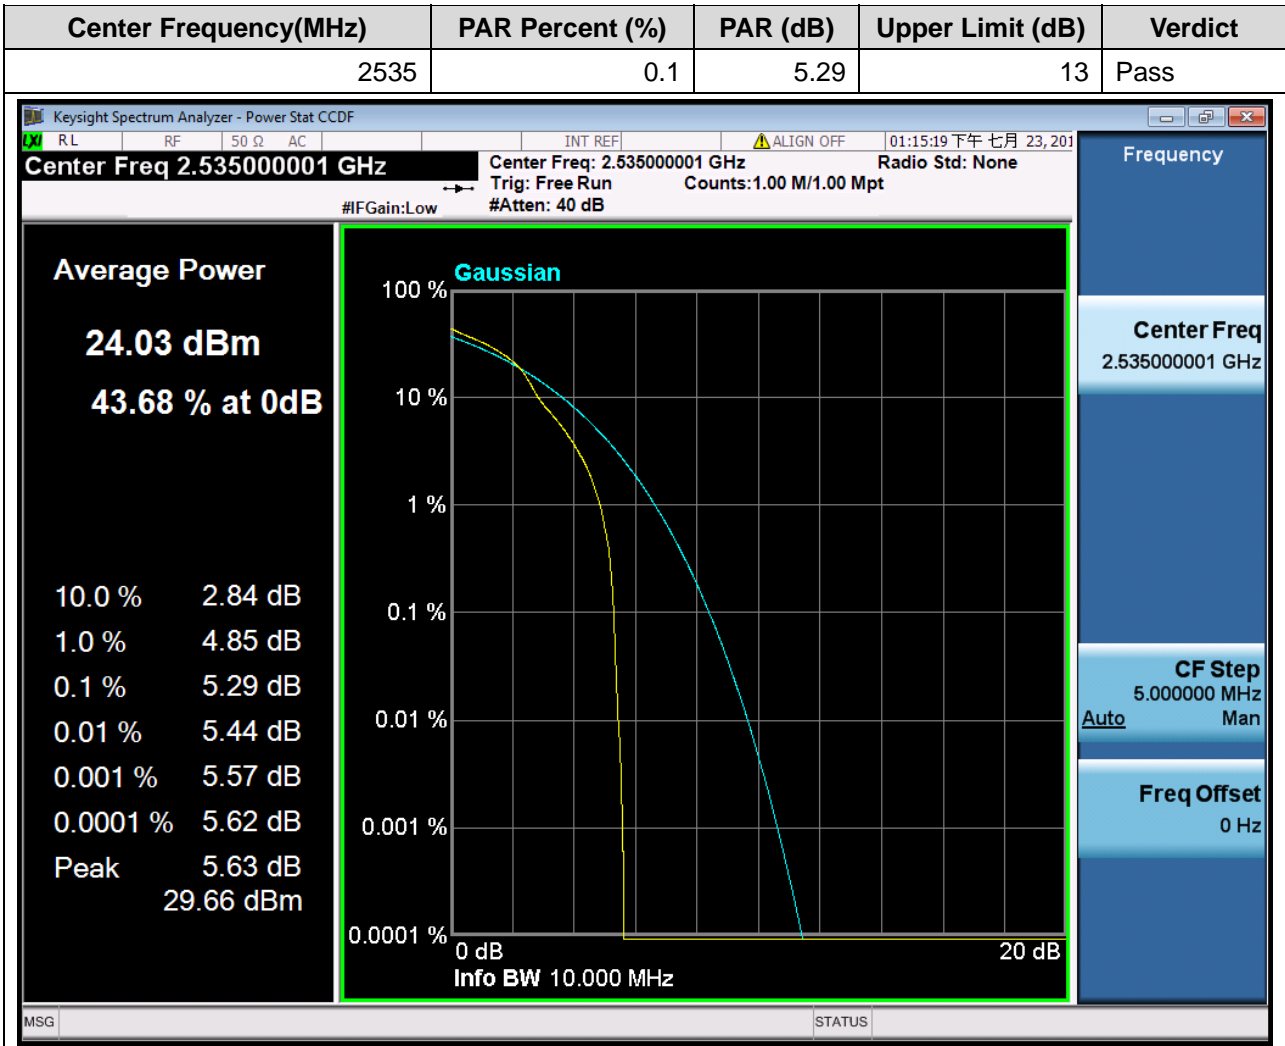 Center Frequency(MHz) PAR Percent (%) PAR (dB) Upper Limit (dB) Verdict
2535 0.1 5.29 13 Pass
Keysight Spectrum Analyzer - Power Stat CCDF
LXI RL RF 50 Ω AC INT REF ALIGN OFF 01:15:19 下午 七月 23, 201
Center Freq 2.535000001 GHz
#IFGain:Low
Center Freq: 2.535000001 GHz Radio Std: None
Trig: Free Run Counts:1.00 M/1.00 Mpt
#Atten: 40 dB
Average Power
24.03 dBm
43.68 % at 0dB
10.0 % 2.84 dB
1.0 % 4.85 dB
0.1 % 5.29 dB
0.01 % 5.44 dB
0.001 % 5.57 dB
0.0001 % 5.62 dB
Peak 5.63 dB
29.66 dBm
Gaussian
100 %
10 %
1 %
0.1 %
0.01 %
0.001 %
0.0001 %
0 dB 20 dB
Info BW 10.000 MHz
Frequency
Center Freq
2.535000001 GHz
CF Step
5.000000 MHz
Auto Man
Freq Offset
0 Hz
MSG STATUS